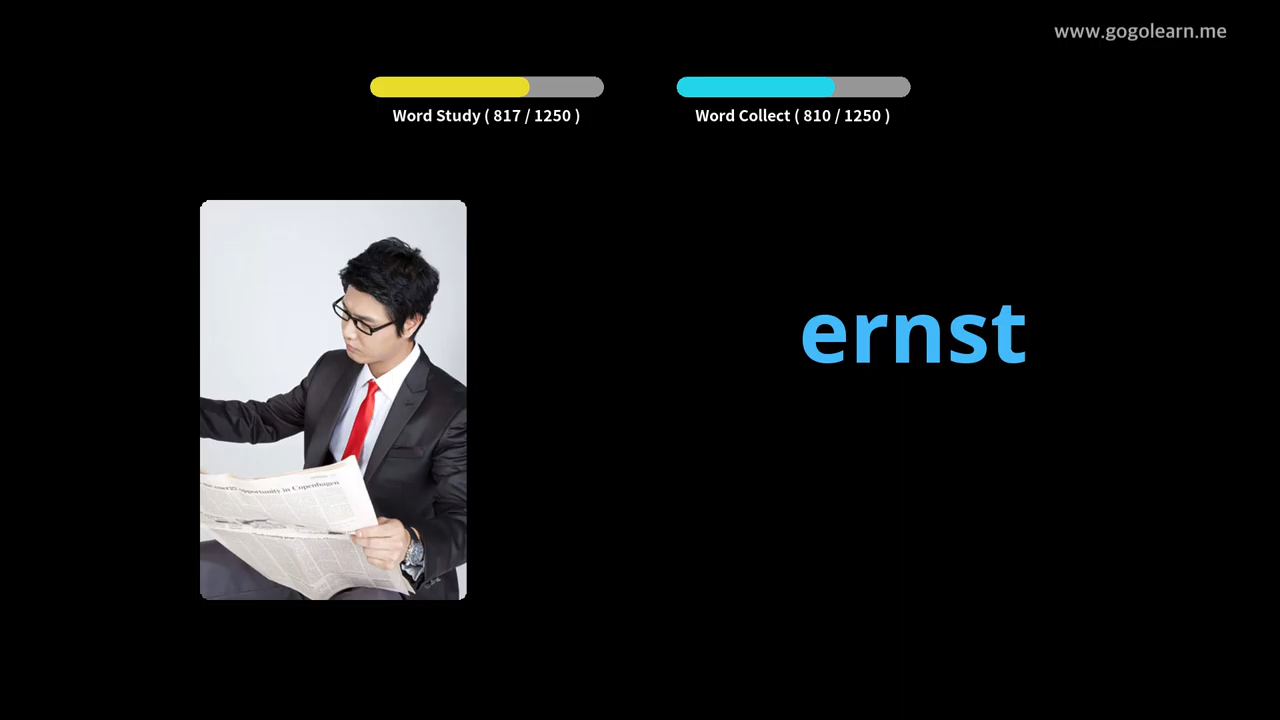 www.gogolearn.me
Word Study ( 817 / 1250 )
Word Collect ( 810 / 1250 )
ernst
opportunity in Copenhagen